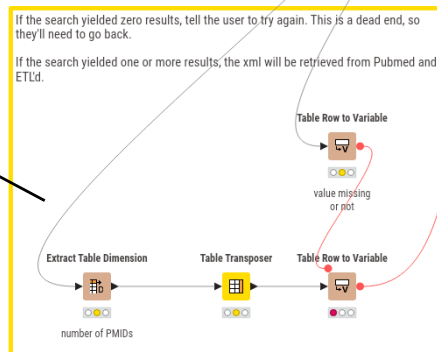 If the search yielded zero results, tell the user to try again. This is a dead end, so
they'll need to go back.
If the search yielded one or more results, the xml will be retrieved from Pubmed and
ETL'd.
Table Row to Variable
V
value missing
or not
Extract Table Dimension
Table Transposer
Table Row to Variable
D
V
number of PMIDs